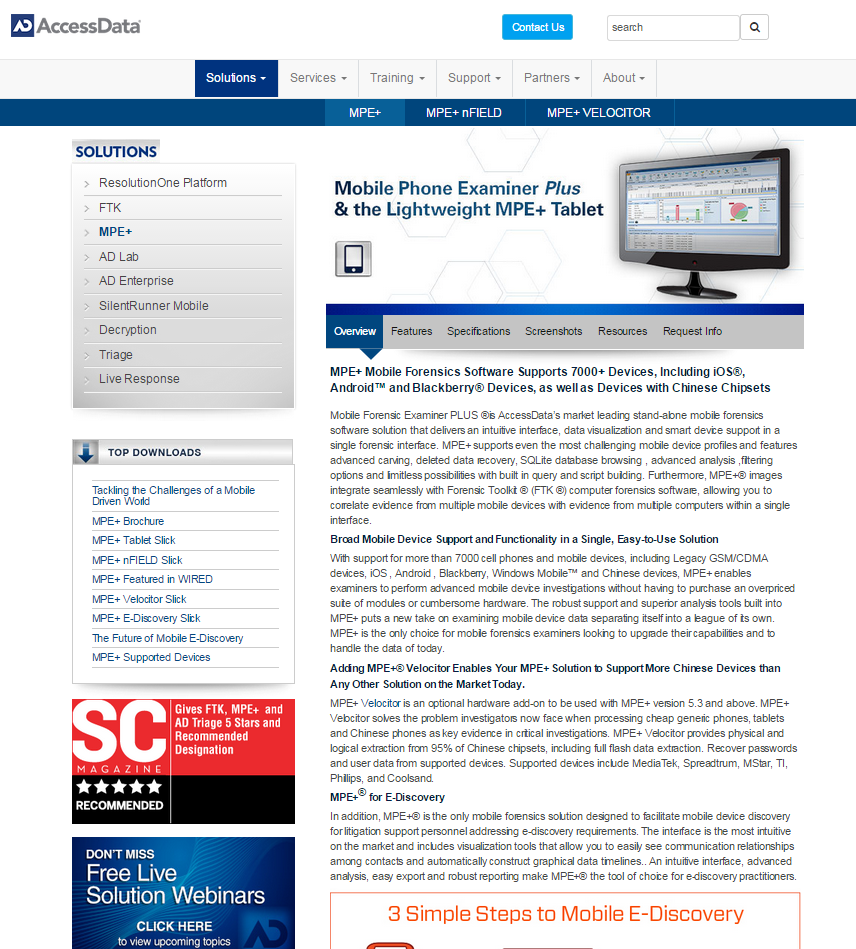 AD AccessData
Contact Us
search
Solutions
Services
Training
Support
Partners
About
MPE+
MPE+ nFIELD
MPE+ VELOCITOR
SOLUTIONS
ResolutionOne Platform
FTK
MPE+
AD Lab
AD Enterprise
SilentRunner Mobile
Decryption
Triage
Live Response
TOP DOWNLOADS
Tackling the Challenges of a Mobile
Driven World
MPE+ Brochure
MPE+ Tablet Slick
MPE+ nFIELD Slick
MPE+ Featured in WIRED
MPE+ Velocitor Slick
MPE+ E-Discovery Slick
The Future of Mobile E-Discovery
MPE+ Supported Devices
SC
MAGAZINE
RECOMMENDED
Gives FTK, MPE+ and
AD Triage 5 Stars and
Recommended
Designation
DON'T MISS
Free Live
Solution Webinars
CLICK HERE
to view upcoming topics
AD
Mobile Phone Examiner Plus
& the Lightweight MPE+ Tablet
Overview
Features
Specifications
Screenshots
Resources
Request Info
MPE+ Mobile Forensics Software Supports 7000+ Devices, Including iOS®,
Android™ and Blackberry® Devices, as well as Devices with Chinese Chipsets
Mobile Forensic Examiner PLUS ®is AccessData's market leading stand-alone mobile forensics
software solution that delivers an intuitive interface, data visualization and smart device support in a
single forensic interface. MPE+ supports even the most challenging mobile device profiles and features
advanced carving, deleted data recovery, SQLite database browsing , advanced analysis ,filtering
options and limitless possibilities with built in query and script building. Furthermore, MPE+® images
integrate seamlessly with Forensic Toolkit ® (FTK ®) computer forensics software, allowing you to
correlate evidence from multiple mobile devices with evidence from multiple computers within a single
interface.
Broad Mobile Device Support and Functionality in a Single, Easy-to-Use Solution
With support for more than 7000 cell phones and mobile devices, including Legacy GSM/CDMA
devices, iOS , Android , Blackberry, Windows Mobile™ and Chinese devices, MPE+ enables
examiners to perform advanced mobile device investigations without having to purchase an overpriced
suite of modules or cumbersome hardware. The robust support and superior analysis tools built into
MPE+ puts a new take on examining mobile device data separating itself into a league of its own.
MPE+ is the only choice for mobile forensics examiners looking to upgrade their capabilities and to
handle the data of today.
Adding MPE+® Velocitor Enables Your MPE+ Solution to Support More Chinese Devices than
Any Other Solution on the Market Today.
MPE+ Velocitor is an optional hardware add-on to be used with MPE+ version 5.3 and above. MPE+
Velocitor solves the problem investigators now face when processing cheap generic phones, tablets
and Chinese phones as key evidence in critical investigations. MPE+ Velocitor provides physical and
logical extraction from 95% of Chinese chipsets, including full flash data extraction. Recover passwords
and user data from supported devices. Supported devices include MediaTek, Spreadtrum, MStar, TI,
Phillips, and Coolsand.
MPE+® for E-Discovery
In addition, MPE+® is the only mobile forensics solution designed to facilitate mobile device discovery
for litigation support personnel addressing e-discovery requirements. The interface is the most intuitive
on the market and includes visualization tools that allow you to easily see communication relationships
among contacts and automatically construct graphical data timelines.. An intuitive interface, advanced
analysis, easy export and robust reporting make MPE+® the tool of choice for e-discovery practitioners.
3 Simple Steps to Mobile E-Discovery